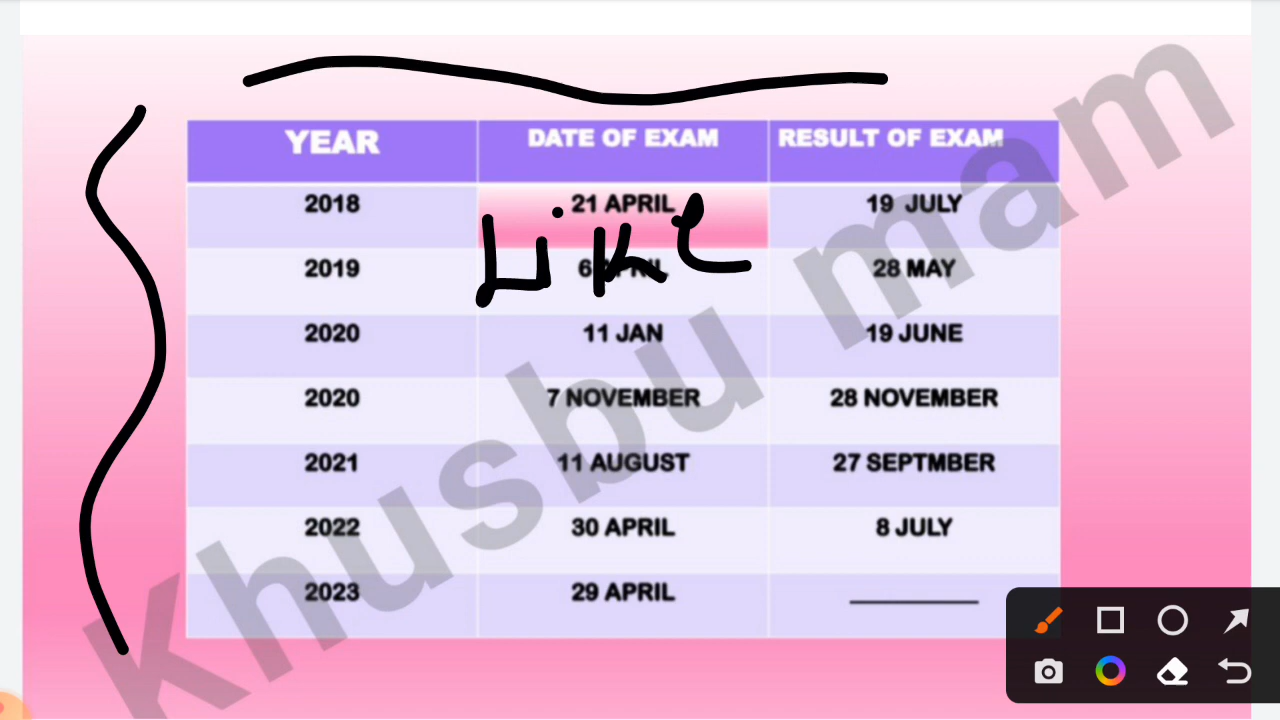 YEAR DATE OF EXAM RESULT OF EXAM
2018 21 APRIL 19 JULY
Like
2019 6 APRIL 28 MAY
2020 11 JAN 19 JUNE
2020 7 NOVEMBER 28 NOVEMBER
2021 11 AUGUST 27 SEPTMBER
2022 30 APRIL 8 JULY
2023 29 APRIL
Khusbu mam